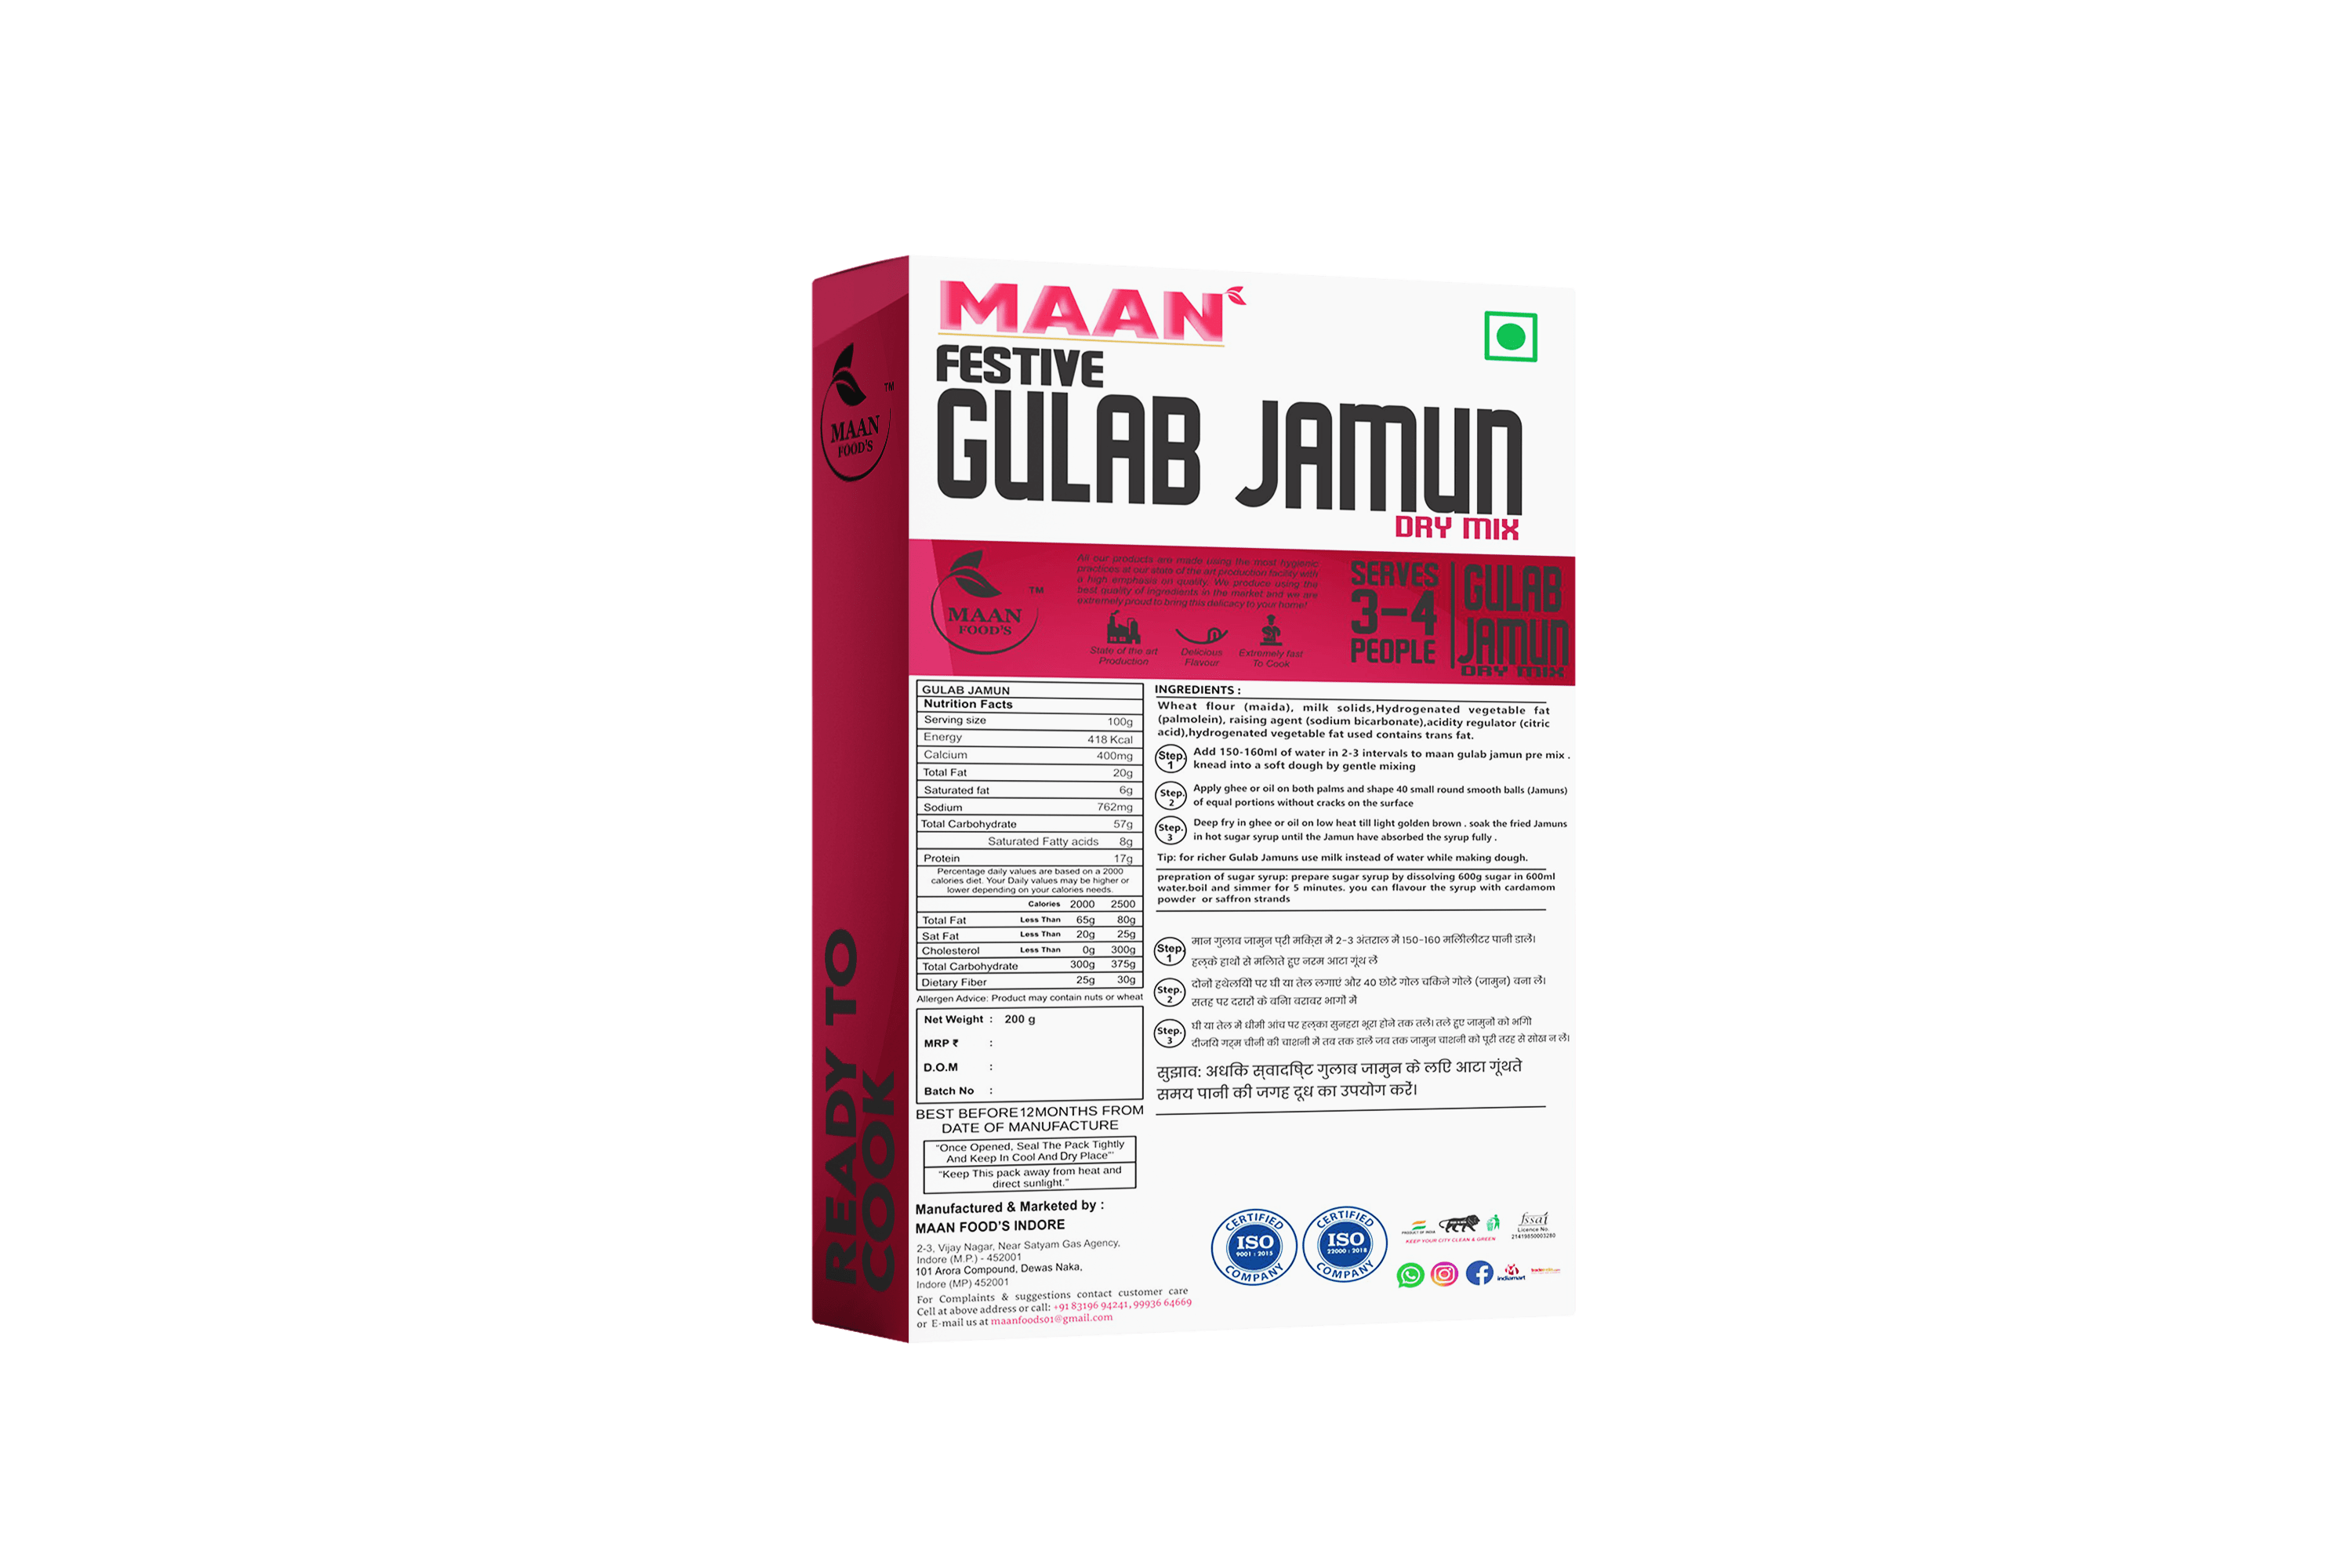 MAAN
FESTIVE
GULAB JAMUN
DRY MIX
TM
MAAN
FOOD'S
READY TO
COOK
MAAN
FOOD'S
TM
All our products are made using the most hygienic
practices at our state of the art production facility with
a high emphasis on quality. We produce using the
best quality of ingredients in the market and we are
extremely proud to bring this delicacy to your home!
State of the art
Production
Delicious
Flavour
Extremely fast
To Cook
SERVES
3-4
PEOPLE
GULAB
JAMUN
DRY MIX
GULAB JAMUN
Nutrition Facts
Serving size 100g
Energy 418 Kcal
Calcium 400mg
Total Fat 20g
Saturated fat 6g
Sodium 762mg
Total Carbohydrate 57g
Saturated Fatty acids 8g
Protein 17g
Percentage daily values are based on a 2000
calories diet. Your Daily values may be higher or
lower depending on your calories needs.
Calories 2000 2500
Total Fat Less Than 65g 80g
Sat Fat Less Than 20g 25g
Cholesterol Less Than 0g 300g
Total Carbohydrate 300g 375g
Dietary Fiber 25g 30g
Allergen Advice: Product may contain nuts or wheat
Net Weight : 200 g
MRP ₹ :
D.O.M :
Batch No :
BEST BEFORE 12MONTHS FROM
DATE OF MANUFACTURE
"Once Opened, Seal The Pack Tightly
And Keep In Cool And Dry Place"'
"Keep This pack away from heat and
direct sunlight."
Manufactured & Marketed by :
MAAN FOOD'S INDORE
2-3, Vijay Nagar, Near Satyam Gas Agency,
Indore (M.P.) - 452001
101 Arora Compound, Dewas Naka,
Indore (MP) 452001
For Complaints & suggestions contact customer care
Cell at above address or call: +91 83196 94241, 99936 64669
or E-mail us at maanfoods01@gmail.com
INGREDIENTS :
Wheat flour (maida), milk solids,Hydrogenated vegetable fat
(palmolein), raising agent (sodium bicarbonate),acidity regulator (citric
acid),hydrogenated vegetable fat used contains trans fat.
Step. 1
Add 150-160ml of water in 2-3 intervals to maan gulab jamun pre mix .
knead into a soft dough by gentle mixing
Step. 2
Apply ghee or oil on both palms and shape 40 small round smooth balls (Jamuns)
of equal portions without cracks on the surface
Step. 3
Deep fry in ghee or oil on low heat till light golden brown . soak the fried Jamuns
in hot sugar syrup until the Jamun have absorbed the syrup fully .
Tip: for richer Gulab Jamuns use milk instead of water while making dough.
prepration of sugar syrup: prepare sugar syrup by dissolving 600g sugar in 600ml
water.boil and simmer for 5 minutes. you can flavour the syrup with cardamom
powder or saffron strands
Step. 1
मान गुलाब जामुन प्री मिक्स में 2-3 अंतराल में 150-160 मिलीलीटर पानी डालें।
हल्के हाथों से मिलाते हुए नरम आटा गूंथ लें
Step. 2
दोनों हथेलियों पर घी या तेल लगाएं और 40 छोटे गोल चिकने गोले (जामुन) बना लें।
सतह पर दरारों के बिना बराबर भागों में
Step. 3
घी या तेल में धीमी आंच पर हल्का सुनहरा भूरा होने तक तलें। तले हुए जामुनों को भिगो
दीजिये गर्म चीनी की चाशनी में तब तक डालें जब तक जामुन चाशनी को पूरी तरह से सोख न लें।
सुझाव: अधिक स्वादिष्ट गुलाब जामुन के लिए आटा गूंथते
समय पानी की जगह दूध का उपयोग करें।
CERTIFIED
ISO
9001 : 2015
COMPANY
CERTIFIED
ISO
22000 : 2018
COMPANY
PRODUCT OF INDIA
KEEP YOUR CITY CLEAN & GREEN
fssai
Licence No.
21419850003280
indiamart